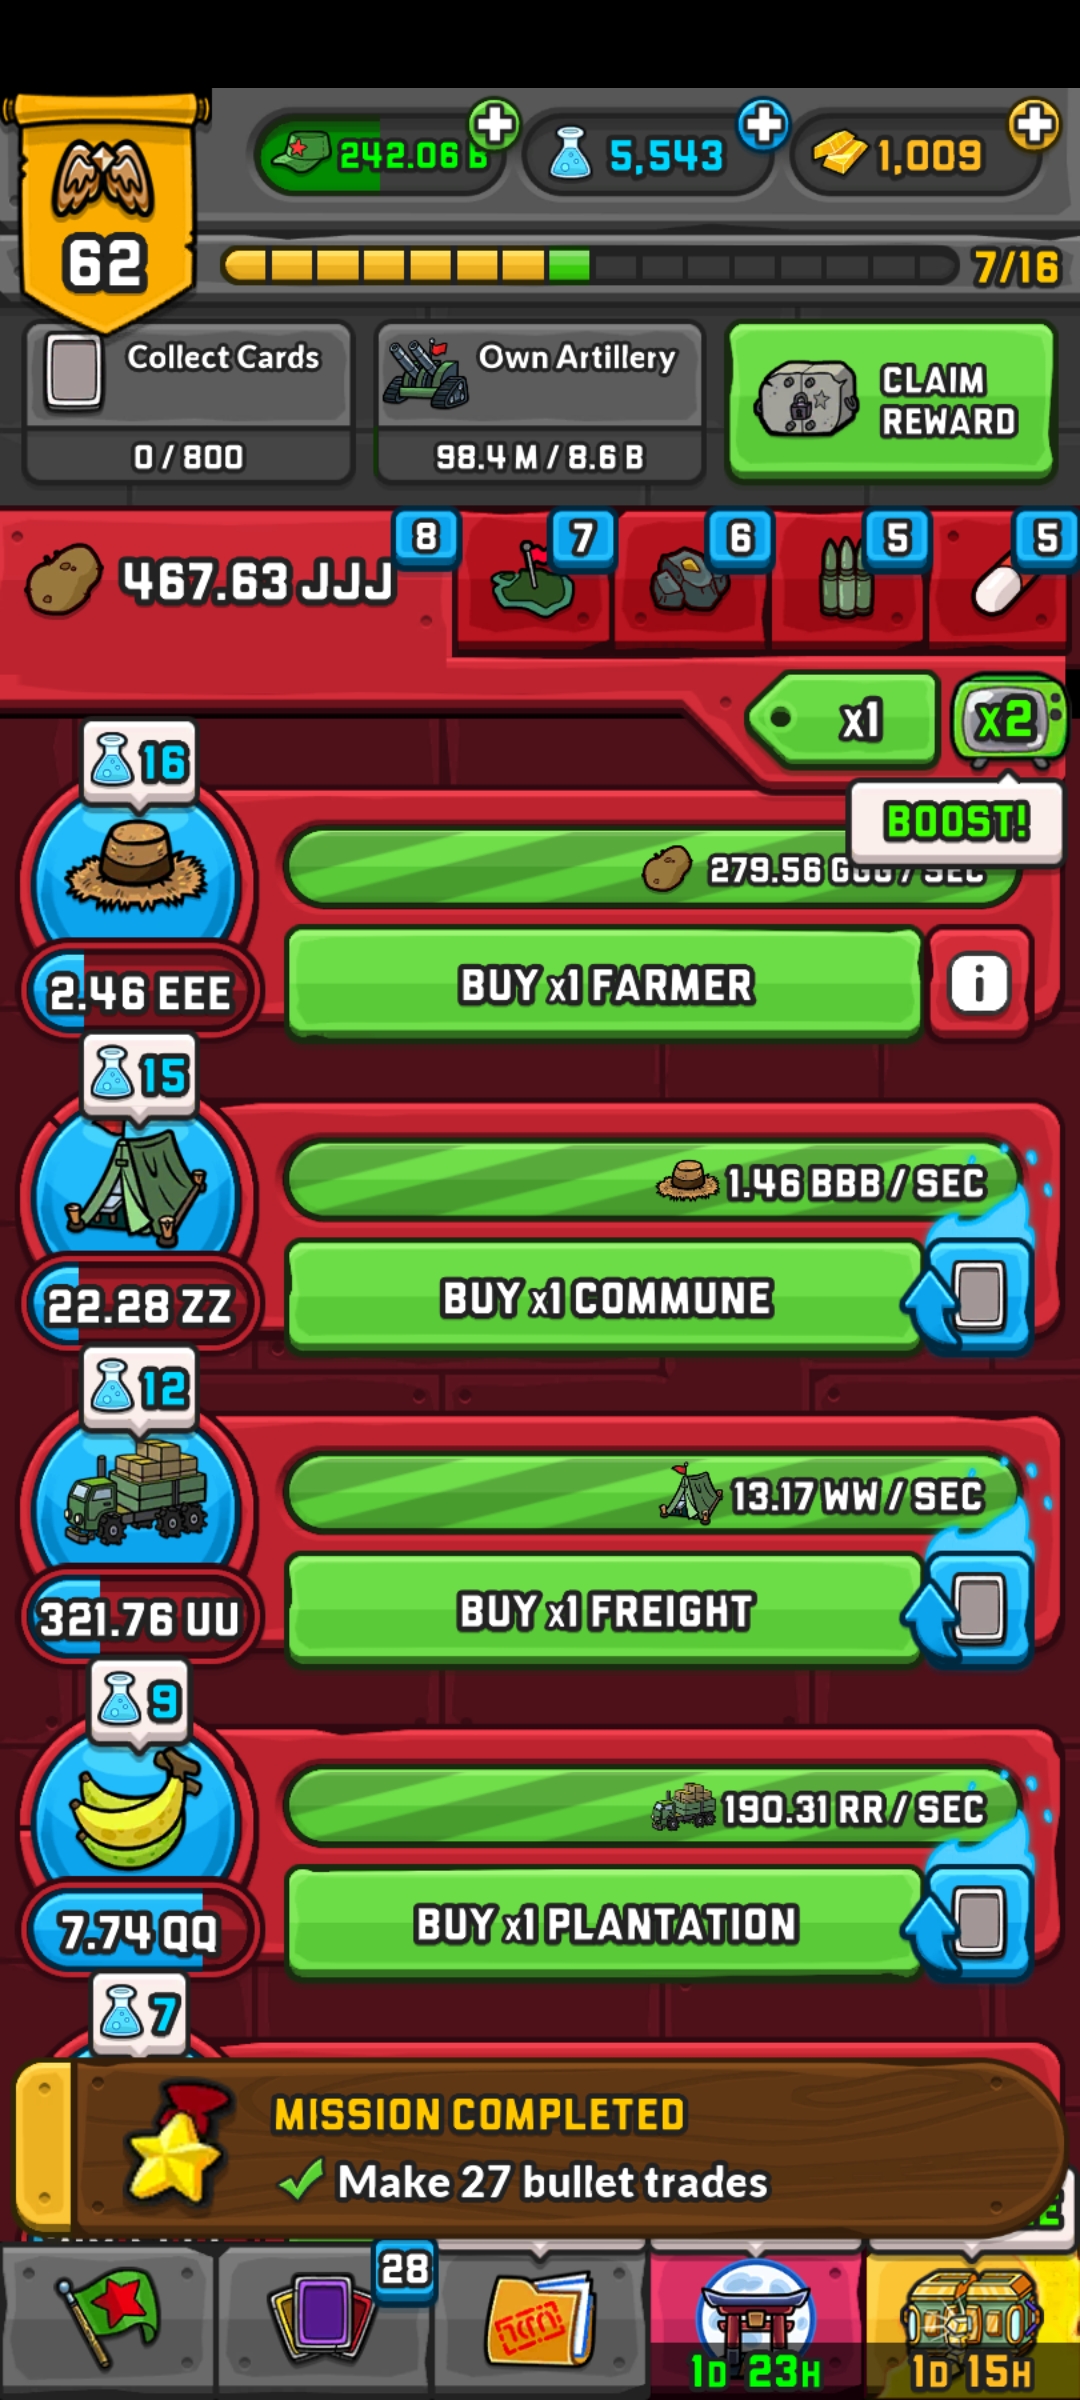 242.06 B
5,543
1,009
62
7/16
Collect Cards
0 / 800
Own Artillery
98.4 M / 8.6 B
CLAIM
REWARD
467.63 JJJ
8
7
6
5
5
x1
x2
BOOST!
16
279.56 GGG / SEC
2.46 EEE
BUY x1 FARMER
i
15
1.46 BBB / SEC
22.28 ZZ
BUY x1 COMMUNE
12
13.17 WW / SEC
321.76 UU
BUY x1 FREIGHT
9
190.31 RR / SEC
7.74 QQ
BUY x1 PLANTATION
7
MISSION COMPLETED
Make 27 bullet trades
28
1D 23H
1D 15H